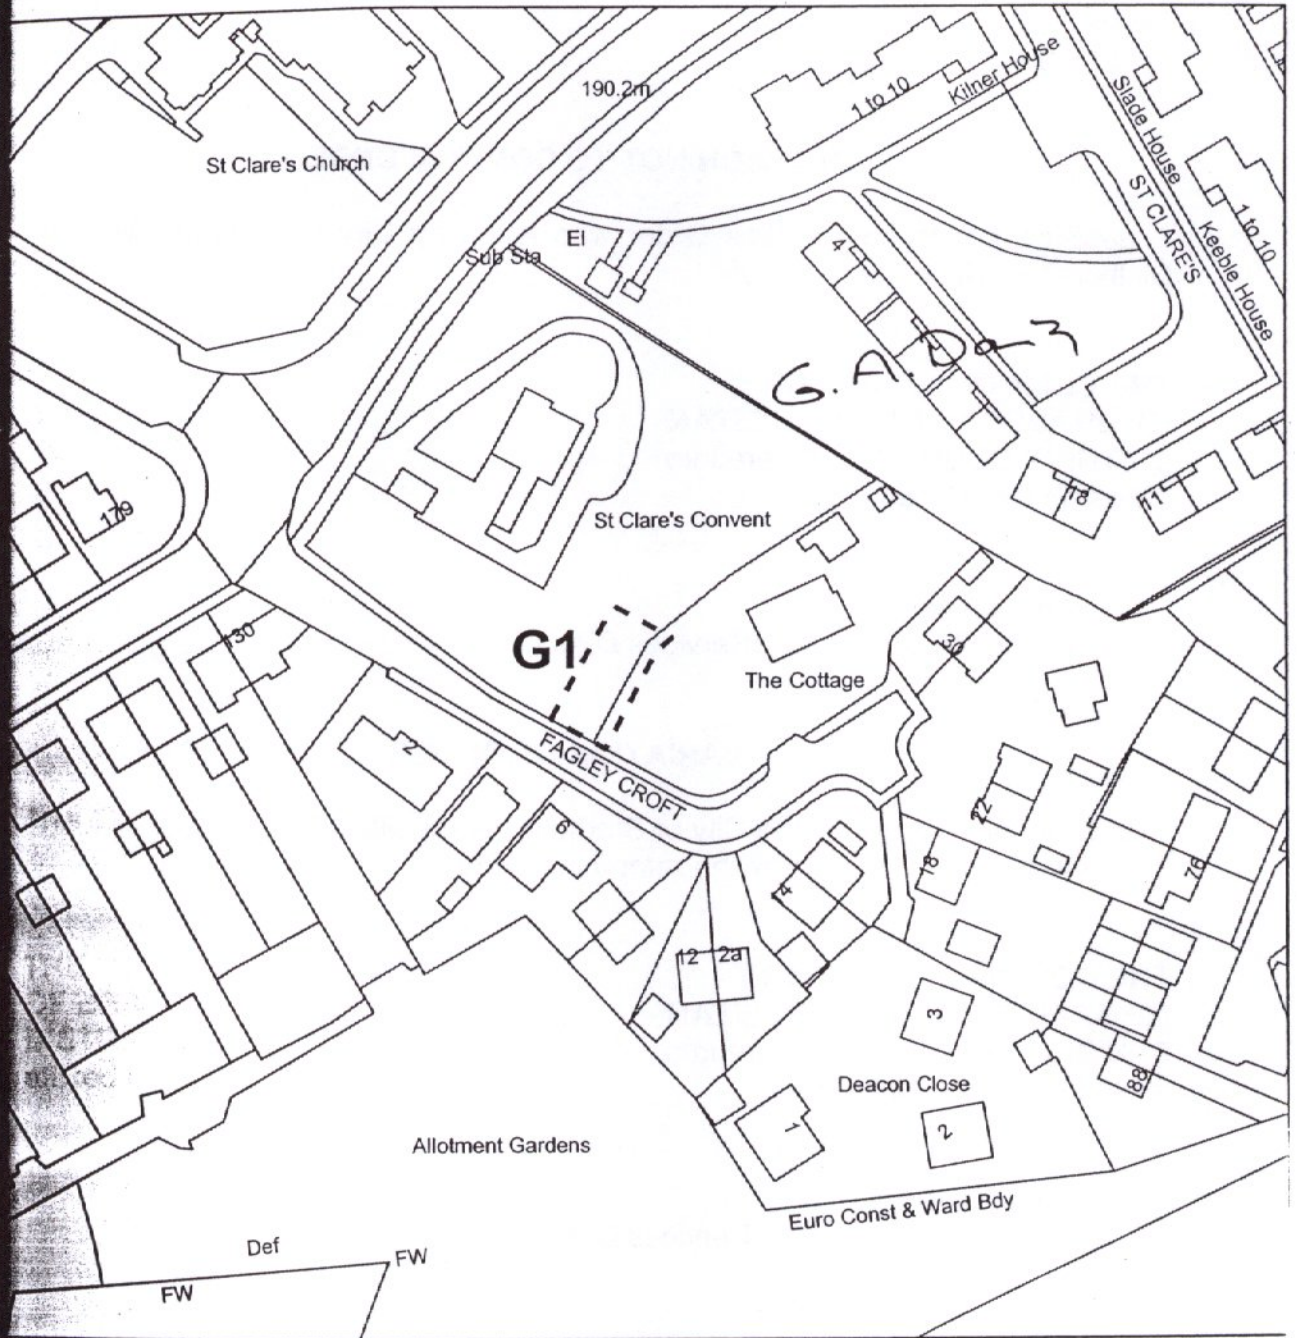 190.2m
1 to 10
Kilner House
Slade House
ST CLARE'S
1 to 10
Keeble House
St Clare's Church
El
Sub Sta
4
G. A. Day
179
St Clare's Convent
18
11
130
G1
30
The Cottage
2
FAGLEY CROFT
6
22
14
18
76
12
2a
3
88
Deacon Close
1
2
Allotment Gardens
Euro Const & Ward Bdy
Def
FW
FW